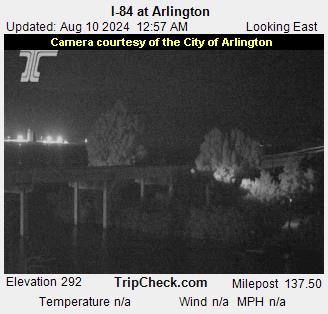 I-84 at Arlington
Updated: Aug 10 2024 12:57 AM Looking East
Camera courtesy of the City of Arlington
Elevation 292 TripCheck.com Milepost 137.50
Temperature n/a Wind n/a MPH n/a